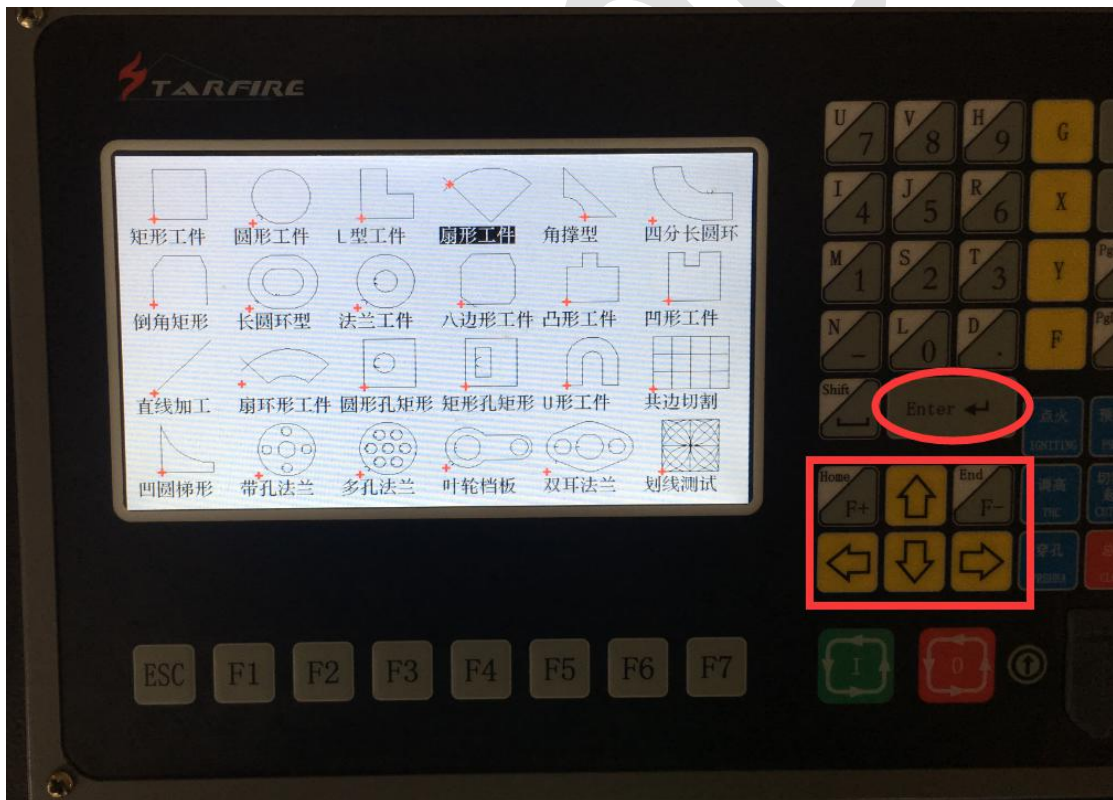 STARFIRE
矩形工件 圆形工件 L型工件 扇形工件 角撑型 四分长圆环
倒角矩形 长圆环型 法兰工件 八边形工件 凸形工件 凹形工件
直线加工 扇环形工件 圆形孔矩形 矩形孔矩形 U形工件 共边切割
凹圆梯形 带孔法兰 多孔法兰 叶轮档板 双耳法兰 划线测试
U 7 V 8 H 9 G
I 4 J 5 R 6 X
M 1 S 2 T 3 Y
N - L 0 D . F
Shift Enter 点火
IGNITING
Home F+ End F- 调高
THC
穿孔
ESC F1 F2 F3 F4 F5 F6 F7 I 0